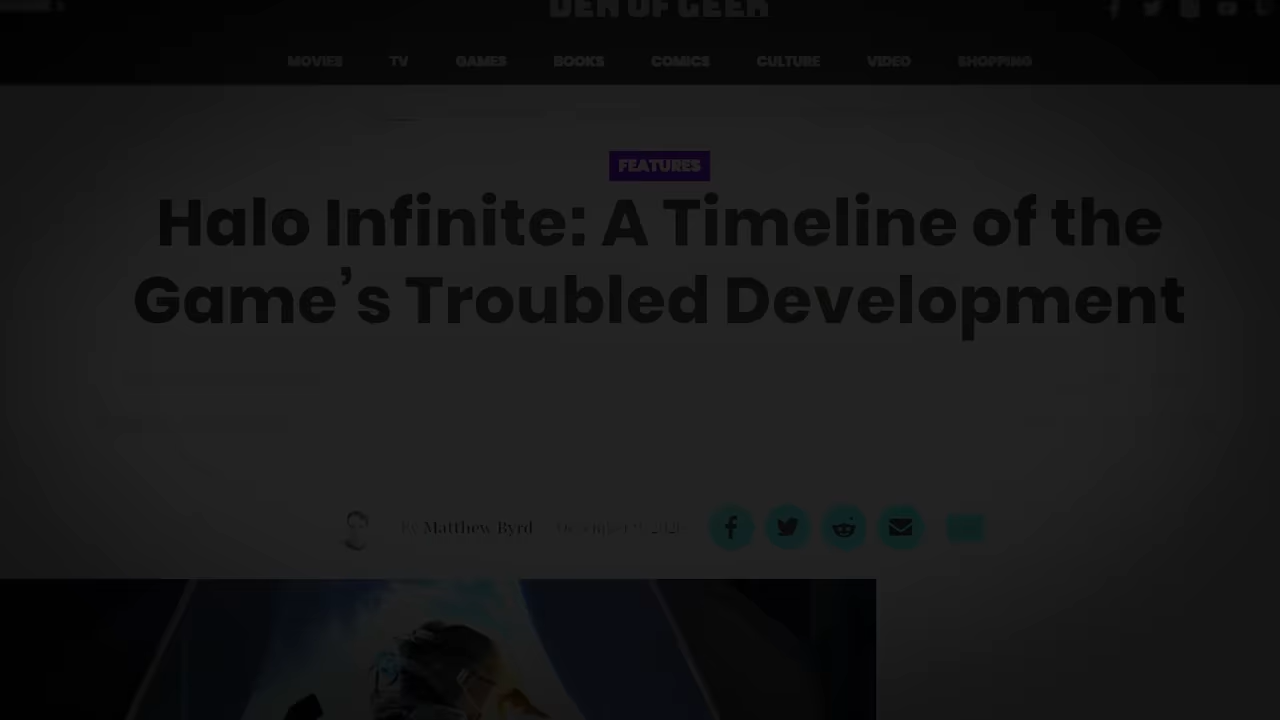 DEN OF GEEK
MOVIES TV GAMES BOOKS COMICS CULTURE VIDEO SHOPPING
FEATURES
Halo Infinite: A Timeline of the
Game’s Troubled Development
By Matthew Byrd